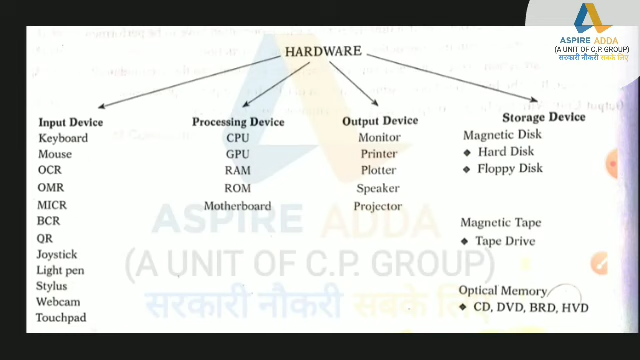 ASPIRE ADDA
(A UNIT OF C.P. GROUP)
सरकारी नौकरी सबके लिए
HARDWARE
Input Device
Keyboard
Mouse
OCR
OMR
MICR
BCR
QR
Joystick
Light pen
Stylus
Webcam
Touchpad
Processing Device
CPU
GPU
RAM
ROM
Motherboard
Output Device
Monitor
Printer
Plotter
Speaker
Projector
Storage Device
Magnetic Disk
❖ Hard Disk
❖ Floppy Disk
Magnetic Tape
❖ Tape Drive
Optical Memory
❖ CD, DVD, BRD, HVD
ASPIRE ADDA
(A UNIT OF C.P. GROUP)
सरकारी नौकरी सबके लिए